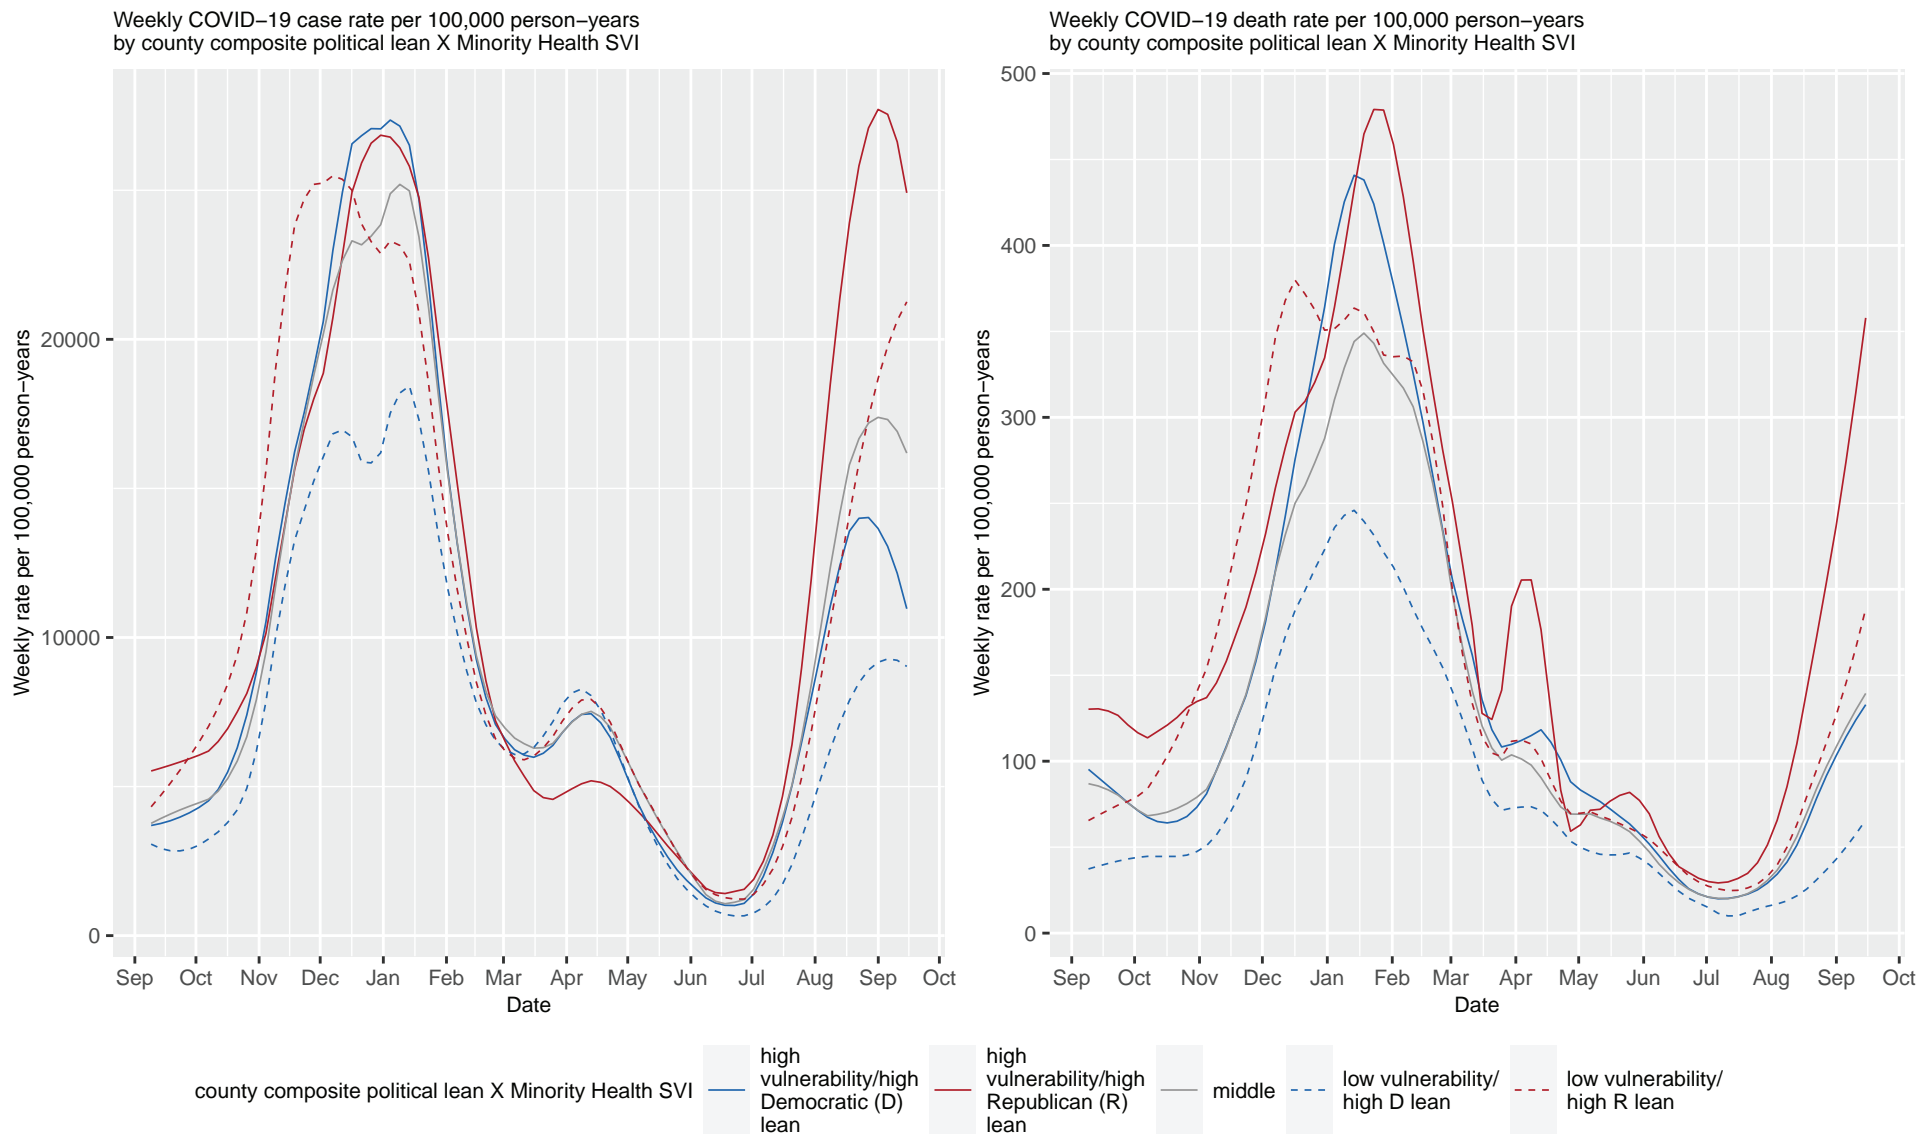 Weekly COVID−19 case rate per 100,000 person−years
by county composite political lean X Minority Health SVI
Weekly rate per 100,000 person−years
20000
10000
0
Sep Oct Nov Dec Jan Feb Mar Apr May Jun Jul Aug Sep Oct
Date
Weekly COVID−19 death rate per 100,000 person−years
by county composite political lean X Minority Health SVI
Weekly rate per 100,000 person−years
500
400
300
200
100
0
Sep Oct Nov Dec Jan Feb Mar Apr May Jun Jul Aug Sep Oct
Date
county composite political lean X Minority Health SVI
high
vulnerability/high
Democratic (D)
lean
high
vulnerability/high
Republican (R)
lean
middle
low vulnerability/
high D lean
low vulnerability/
high R lean